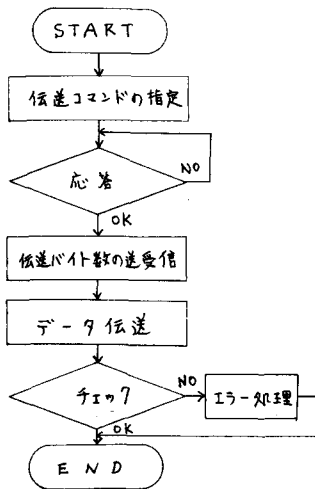 START
伝送コマンドの指定
応答
NO
OK
伝送バイト数の送受信
データ伝送
チェック
NO
エラー処理
OK
END